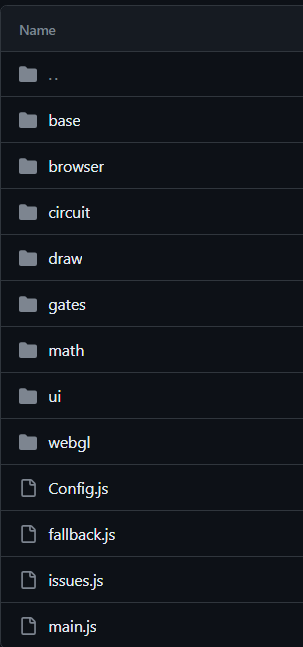 Name
..
base
browser
circuit
draw
gates
math
ui
webgl
Config.js
fallback.js
issues.js
main.js